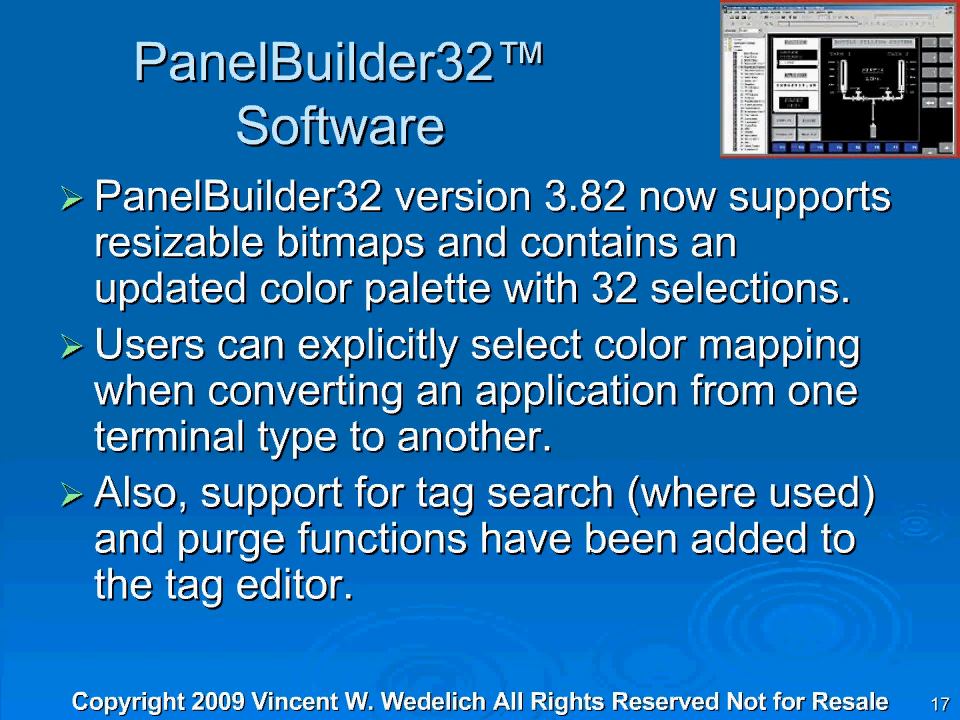 PanelBuilder32™
Software
PanelBuilder32 version 3.82 now supports
resizable bitmaps and contains an
updated color palette with 32 selections.
Users can explicitly select color mapping
when converting an application from one
terminal type to another.
Also, support for tag search (where used)
and purge functions have been added to
the tag editor.
Copyright 2009 Vincent W. Wedelich All Rights Reserved Not for Resale
17